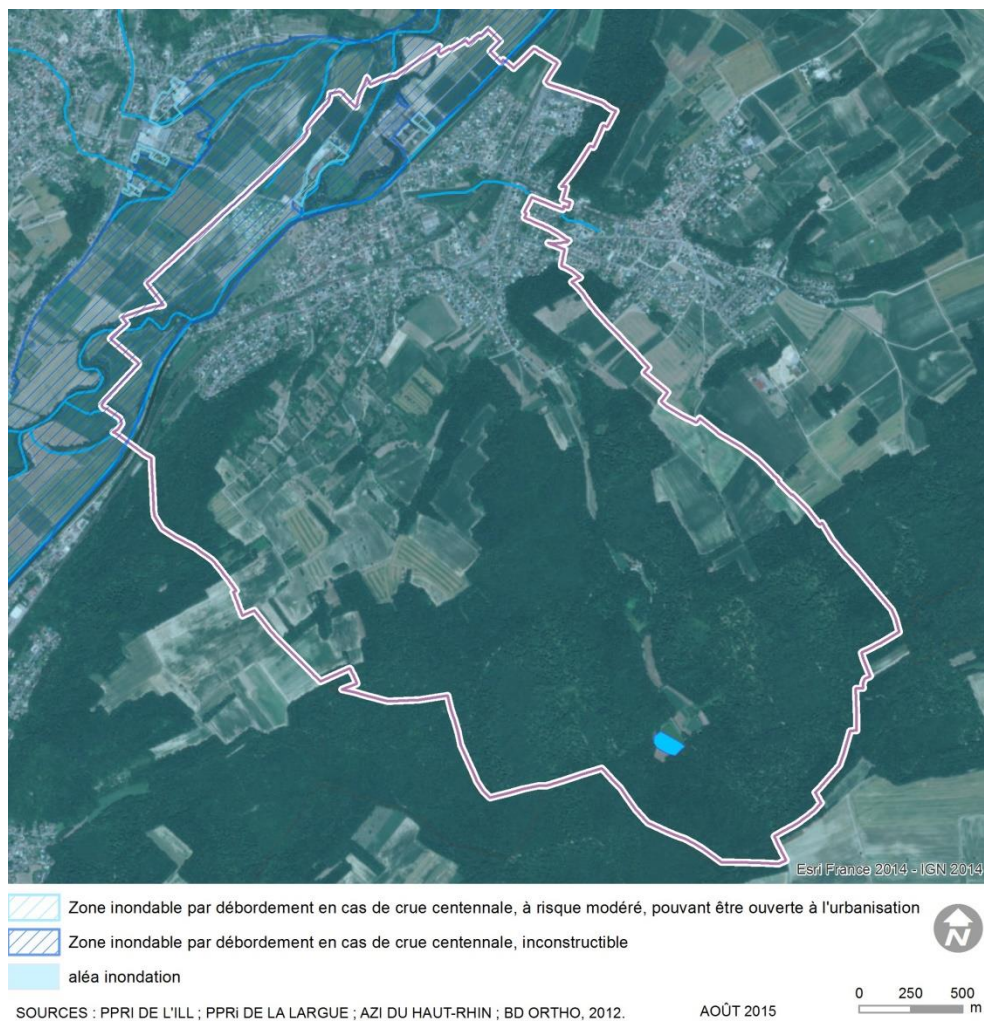 Esri France 2014 - IGN 2014
Zone inondable par débordement en cas de crue centennale, à risque modéré, pouvant être ouverte à l'urbanisation
Zone inondable par débordement en cas de crue centennale, inconstructible
aléa inondation
N
SOURCES : PPRI DE L'ILL ; PPRi DE LA LARGUE ; AZI DU HAUT-RHIN ; BD ORTHO, 2012.
AOÛT 2015
0 250 500
m